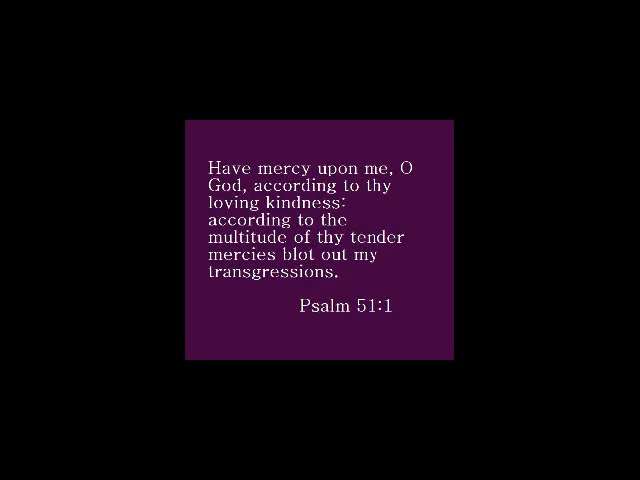 Have mercy upon me, O
God, according to thy
loving kindness:
according to the
multitude of thy tender
mercies blot out my
transgressions.
Psalm 51:1